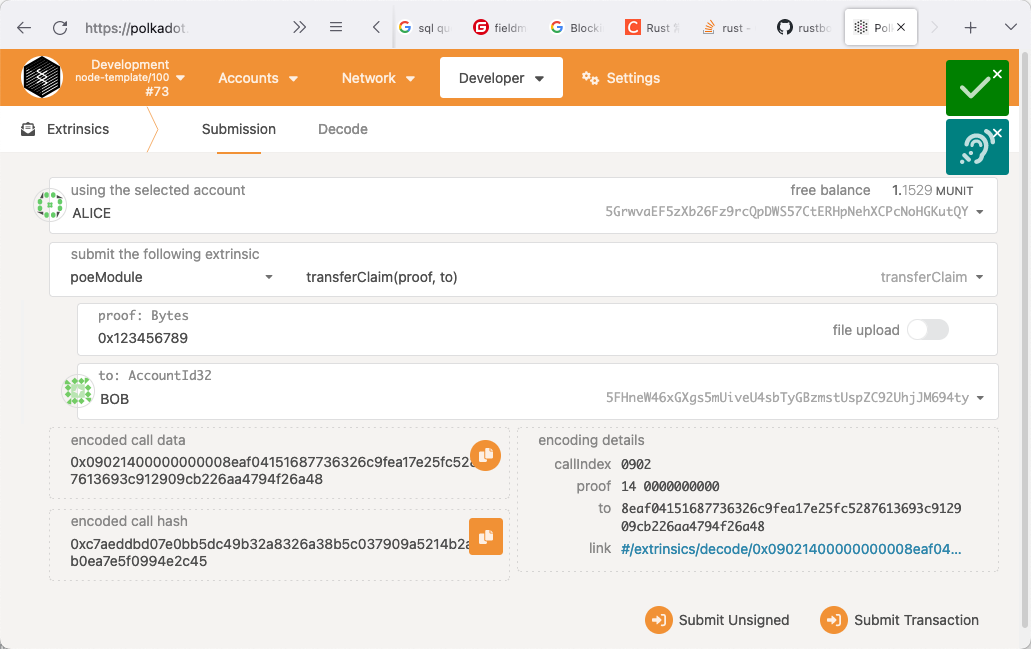 https://polkadot.
sql qu
fieldm
Blocki
Rust
rust -
rustbo
Pol
Development
node-template/100
#73
Accounts
Network
Developer
Settings
Extrinsics
Submission
Decode
using the selected account
ALICE
free balance 1.1529 MUNIT
5GrwvaEF5zXb26Fz9rcQpDWS57CtERHpNehXCPcNoHGKutQY
submit the following extrinsic
poeModule
transferClaim(proof, to)
transferClaim
proof: Bytes
0x123456789
file upload
to: AccountId32
BOB
5FHneW46xGXgs5mUiveU4sbTyGBzmstUspZC92UhjJM694ty
encoded call data
0x09021400000000008eaf04151687736326c9fea17e25fc528
7613693c912909cb226aa4794f26a48
encoded call hash
0xc7aeddbd07e0bb5dc49b32a8326a38b5c037909a5214b2a
b0ea7e5f0994e2c45
encoding details
callIndex 0902
proof 14 0000000000
to 8eaf04151687736326c9fea17e25fc5287613693c9129
09cb226aa4794f26a48
link #/extrinsics/decode/0x09021400000000008eaf04...
Submit Unsigned
Submit Transaction